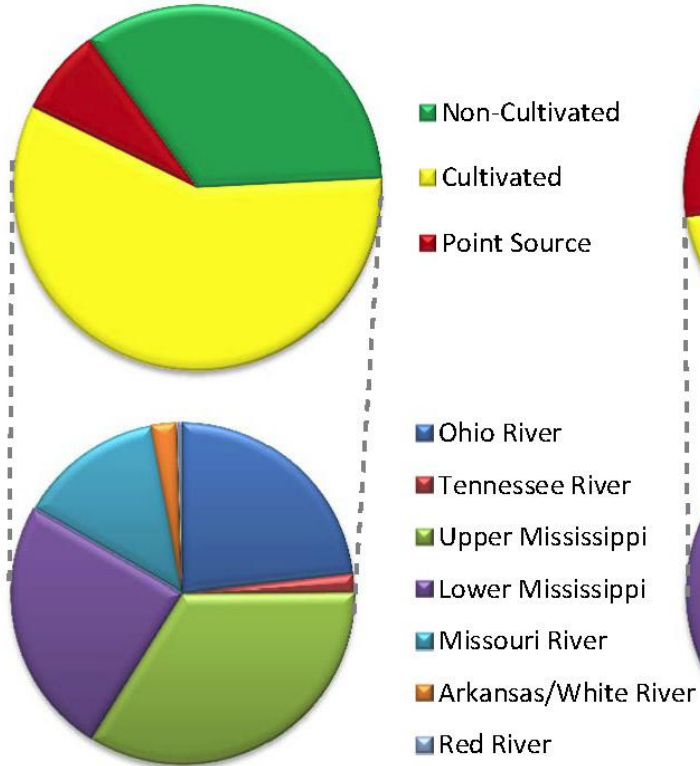 Non-Cultivated
Cultivated
Point Source
Ohio River
Tennessee River
Upper Mississippi
Lower Mississippi
Missouri River
Arkansas/White River
Red River